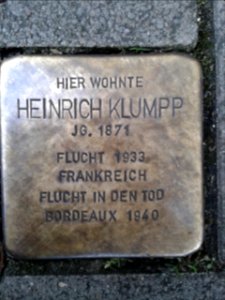 HIER WOHNTE
HEINRICH KLUMPP
JG. 1871
FLUCHT 1933
FRANKREICH
FLUCHT IN DEN TOD
BORDEAUX 1940